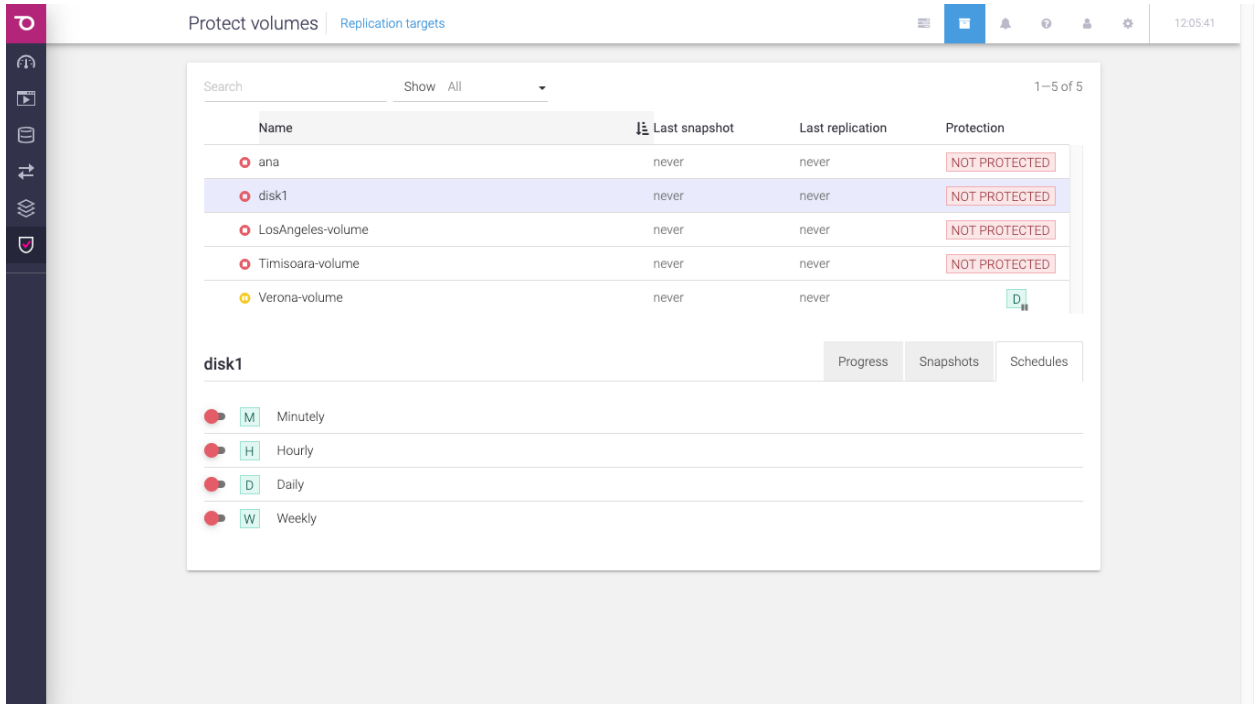 Protect volumes Replication targets 12:05:41
Search Show All 1—5 of 5
Name Last snapshot Last replication Protection
ana never never NOT PROTECTED
disk1 never never NOT PROTECTED
LosAngeles-volume never never NOT PROTECTED
Timisoara-volume never never NOT PROTECTED
Verona-volume never never D
disk1 Progress Snapshots Schedules
M Minutely
H Hourly
D Daily
W Weekly